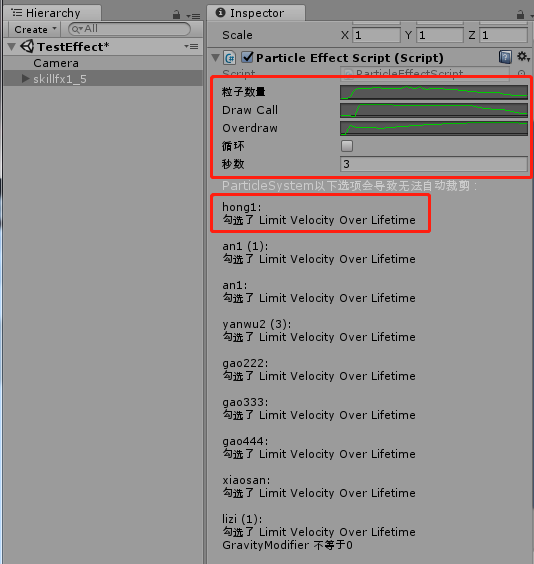 Hierarchy
Create
All
TestEffect*
Camera
skillfx1_5
Inspector
Scale X 1 Y 1 Z 1
Particle Effect Script (Script)
Script ParticleEffectScript
粒子数量
Draw Call
Overdraw
循环
秒数 3
ParticleSystem以下选项会导致无法自动裁剪：
hong1:
勾选了 Limit Velocity Over Lifetime
an1 (1):
勾选了 Limit Velocity Over Lifetime
an1:
勾选了 Limit Velocity Over Lifetime
yanwu2 (3):
勾选了 Limit Velocity Over Lifetime
gao222:
勾选了 Limit Velocity Over Lifetime
gao333:
勾选了 Limit Velocity Over Lifetime
gao444:
勾选了 Limit Velocity Over Lifetime
xiaosan:
勾选了 Limit Velocity Over Lifetime
lizi (1):
勾选了 Limit Velocity Over Lifetime
GravityModifier 不等于0